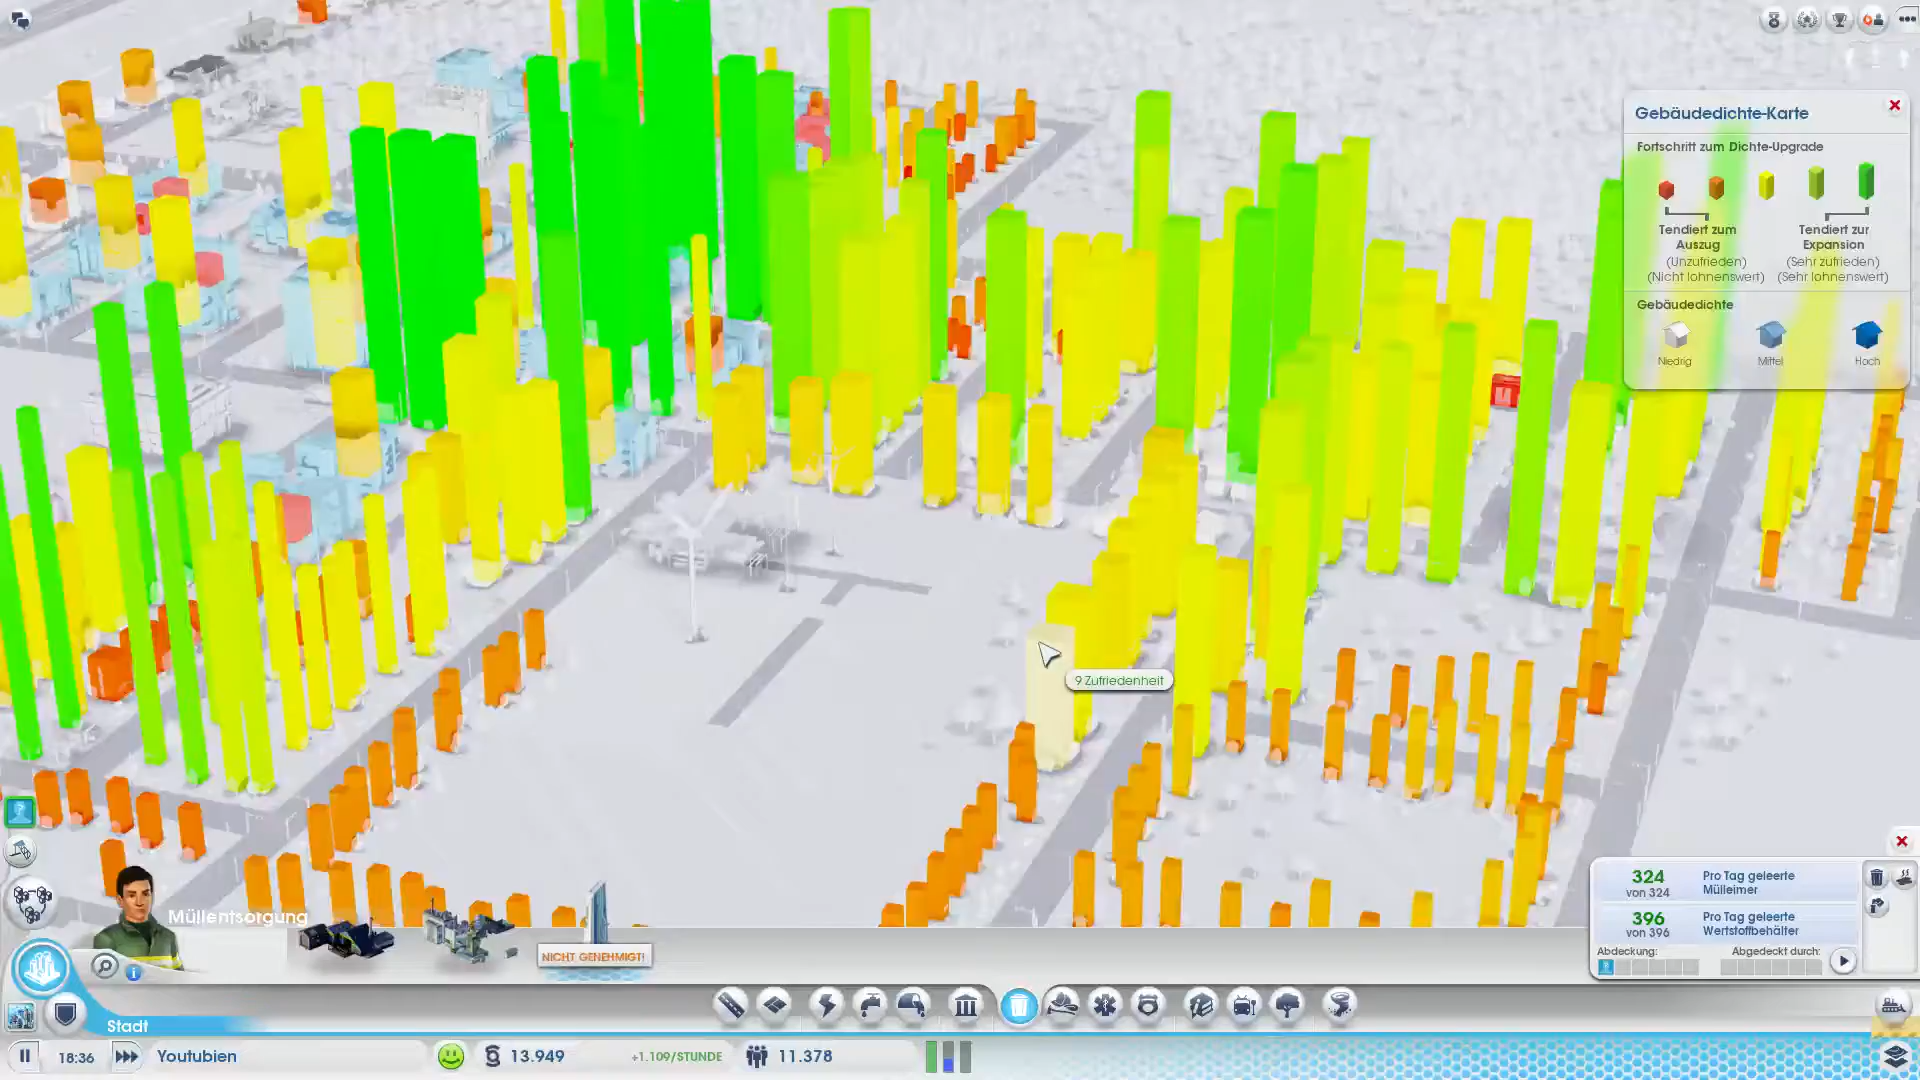 Gebäudedichte-Karte
Fortschritt zum Dichte-Upgrade
Tendiert zum Auszug
(Unzufrieden)
(Nicht lohnenswert)
Tendiert zur Expansion
(Sehr zufrieden)
(Sehr lohnenswert)
Gebäudedichte
Niedrig
Mittel
Hoch
9 Zufriedenheit
324
von 324
Pro Tag geleerte
Mülleimer
396
von 396
Pro Tag geleerte
Wertstoffbehälter
Abdeckung:
Abgedeckt durch:
Müllentsorgung
NICHT GENEHMIGT!
Stadt
18:36
Youtubien
13.949
+1.109/STUNDE
11.378